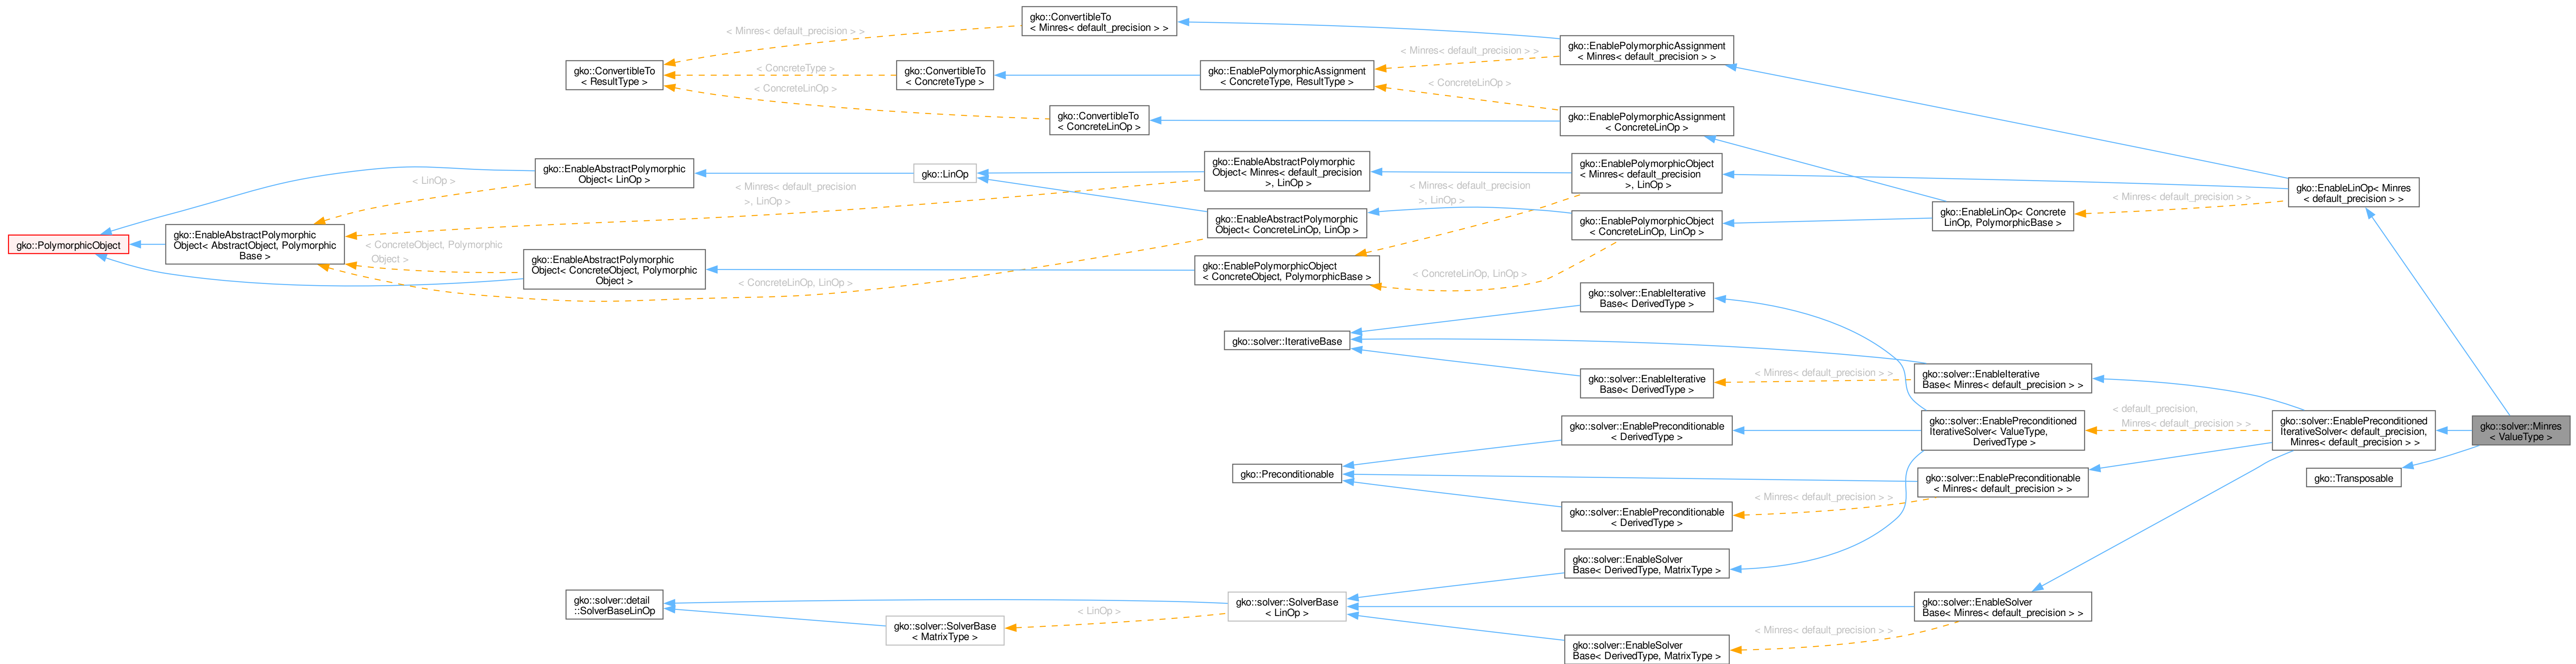 gko::ConvertibleTo
< Minres< default_precision > >
< Minres< default_precision > >
gko::EnablePolymorphicAssignment
< Minres< default_precision > >
< Minres< default_precision > >
gko::ConvertibleTo
< ResultType >
< ConcreteType >
gko::ConvertibleTo
< ConcreteType >
gko::EnablePolymorphicAssignment
< ConcreteType, ResultType >
< ConcreteLinOp >
< ConcreteLinOp >
gko::ConvertibleTo
< ConcreteLinOp >
gko::EnablePolymorphicAssignment
< ConcreteLinOp >
gko::EnableAbstractPolymorphic
Object< LinOp >
< LinOp >
gko::LinOp
gko::EnableAbstractPolymorphic
Object< Minres< default_precision
>, LinOp >
gko::EnablePolymorphicObject
< Minres< default_precision
>, LinOp >
< Minres< default_precision
>, LinOp >
< Minres< default_precision
>, LinOp >
gko::EnableLinOp< Minres
< default_precision > >
< Minres< default_precision > >
gko::EnableLinOp< Concrete
LinOp, PolymorphicBase >
gko::EnableAbstractPolymorphic
Object< ConcreteLinOp, LinOp >
gko::EnablePolymorphicObject
< ConcreteLinOp, LinOp >
gko::PolymorphicObject
gko::EnableAbstractPolymorphic
Object< AbstractObject, Polymorphic
Base >
< ConcreteObject, Polymorphic
Object >
gko::EnableAbstractPolymorphic
Object< ConcreteObject, Polymorphic
Object >
< ConcreteLinOp, LinOp >
gko::EnablePolymorphicObject
< ConcreteObject, PolymorphicBase >
< ConcreteLinOp, LinOp >
gko::solver::EnableIterative
Base< DerivedType >
gko::solver::IterativeBase
gko::solver::EnableIterative
Base< DerivedType >
< Minres< default_precision > >
gko::solver::EnableIterative
Base< Minres< default_precision > >
gko::solver::EnablePreconditionable
< DerivedType >
gko::solver::EnablePreconditioned
IterativeSolver< ValueType,
DerivedType >
< default_precision,
Minres< default_precision > >
gko::solver::EnablePreconditioned
IterativeSolver< default_precision,
Minres< default_precision > >
gko::solver::Minres
< ValueType >
gko::Preconditionable
gko::solver::EnablePreconditionable
< Minres< default_precision > >
gko::Transposable
< Minres< default_precision > >
gko::solver::EnablePreconditionable
< DerivedType >
gko::solver::EnableSolver
Base< DerivedType, MatrixType >
gko::solver::detail
::SolverBaseLinOp
gko::solver::SolverBase
< MatrixType >
< LinOp >
gko::solver::SolverBase
< LinOp >
gko::solver::EnableSolver
Base< Minres< default_precision > >
< Minres< default_precision > >
gko::solver::EnableSolver
Base< DerivedType, MatrixType >